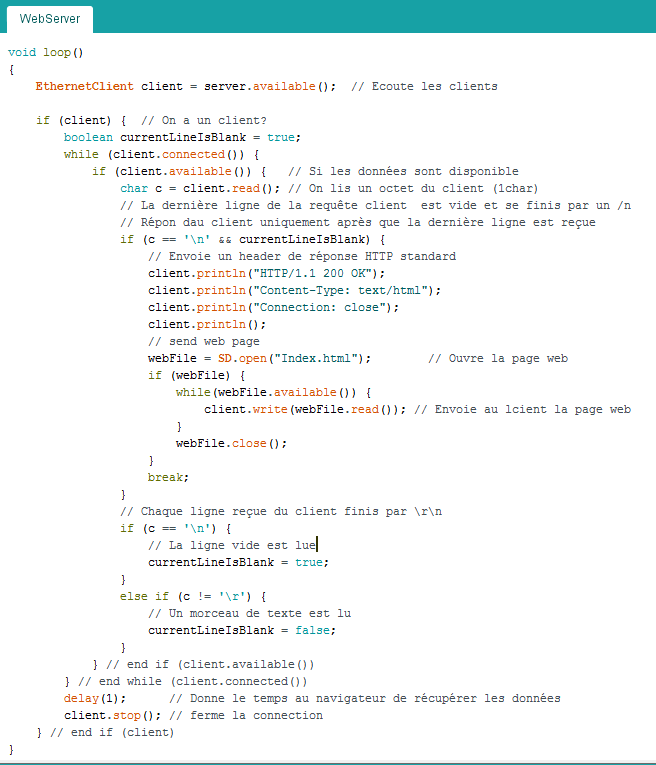 WebServer
void loop()
{
    EthernetClient client = server.available();  // Ecoute les clients

    if (client) {  // On a un client?
        boolean currentLineIsBlank = true;
        while (client.connected()) {
            if (client.available()) {   // Si les données sont disponible
                char c = client.read(); // On lis un octet du client (1char)
                // La dernière ligne de la requête client  est vide et se finis par un /n
                // Répon dau client uniquement après que la dernière ligne est reçue
                if (c == '\n' && currentLineIsBlank) {
                    // Envoie un header de réponse HTTP standard
                    client.println("HTTP/1.1 200 OK");
                    client.println("Content-Type: text/html");
                    client.println("Connection: close");
                    client.println();
                    // send web page
                    webFile = SD.open("Index.html");        // Ouvre la page web
                    if (webFile) {
                        while(webFile.available()) {
                            client.write(webFile.read()); // Envoie au lcient la page web
                        }
                        webFile.close();
                    }
                    break;
                }
                // Chaque ligne reçue du client finis par \r\n
                if (c == '\n') {
                    // La ligne vide est lue
                    currentLineIsBlank = true;
                }
                else if (c != '\r') {
                    // Un morceau de texte est lu
                    currentLineIsBlank = false;
                }
            } // end if (client.available())
        } // end while (client.connected())
        delay(1);      // Donne le temps au navigateur de récupérer les données
        client.stop(); // ferme la connection
    } // end if (client)
}